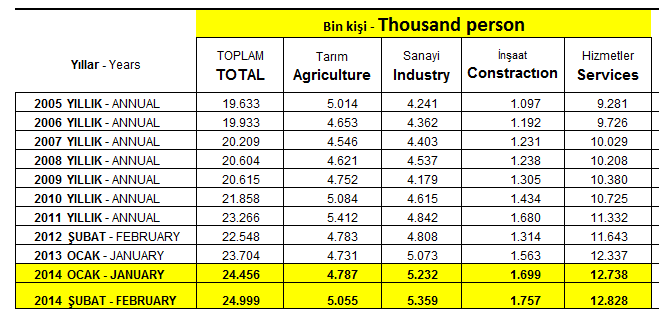 Bin kişi - Thousand person
Yıllar - Years TOPLAM TOTAL Tarım Agriculture Sanayi Industry İnşaat Constractıon Hizmetler Services
2005 YILLIK - ANNUAL 19.633 5.014 4.241 1.097 9.281
2006 YILLIK - ANNUAL 19.933 4.653 4.362 1.192 9.726
2007 YILLIK - ANNUAL 20.209 4.546 4.403 1.231 10.029
2008 YILLIK - ANNUAL 20.604 4.621 4.537 1.238 10.208
2009 YILLIK - ANNUAL 20.615 4.752 4.179 1.305 10.380
2010 YILLIK - ANNUAL 21.858 5.084 4.615 1.434 10.725
2011 YILLIK - ANNUAL 23.266 5.412 4.842 1.680 11.332
2012 ŞUBAT - FEBRUARY 22.548 4.783 4.808 1.314 11.643
2013 OCAK - JANUARY 23.704 4.731 5.073 1.563 12.337
2014 OCAK - JANUARY 24.456 4.787 5.232 1.699 12.738
2014 ŞUBAT - FEBRUARY 24.999 5.055 5.359 1.757 12.828